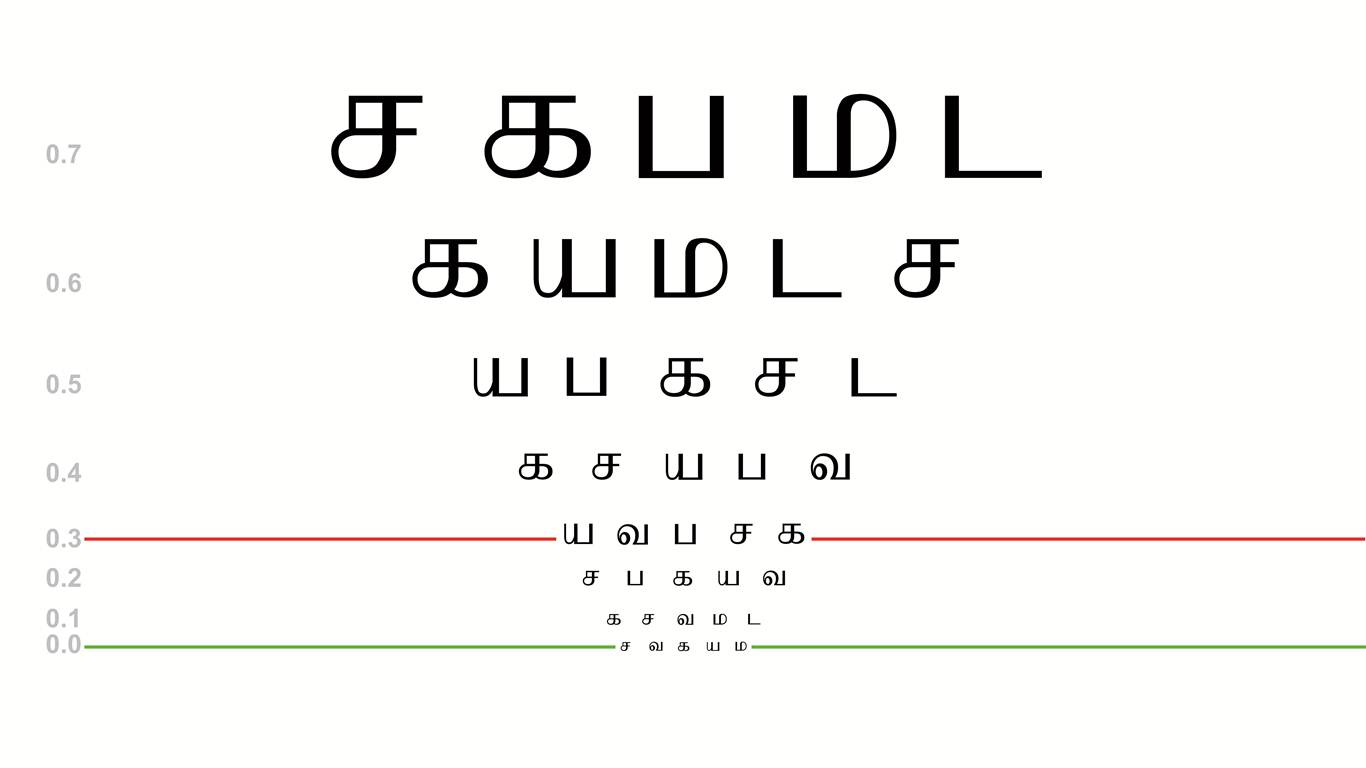 0.7 ச க ப ம ட
0.6 க ய ம ட ச
0.5 ய ப க ச ட
0.4 க ச ய ப வ
0.3 ய வ ப ச க
0.2 ச ப க ய வ
0.1 க ச வ ம ட
0.0 ச வ க ய ம